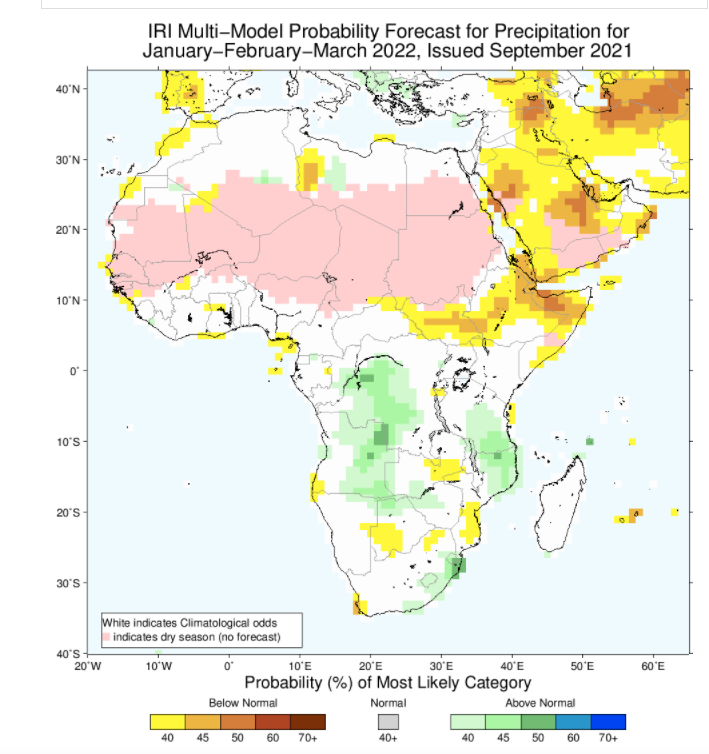 IRI Multi−Model Probability Forecast for Precipitation for
January−February−March 2022, Issued September 2021
40˚N
30˚N
20˚N
10˚N
0˚
10˚S
20˚S
30˚S
40˚S
White indicates Climatological odds
indicates dry season (no forecast)
20˚W 10˚W 0˚ 10˚E 20˚E 30˚E 40˚E 50˚E 60˚E
Probability (%) of Most Likely Category
Below Normal Normal Above Normal
40 45 50 60 70+ 40+ 40 45 50 60 70+